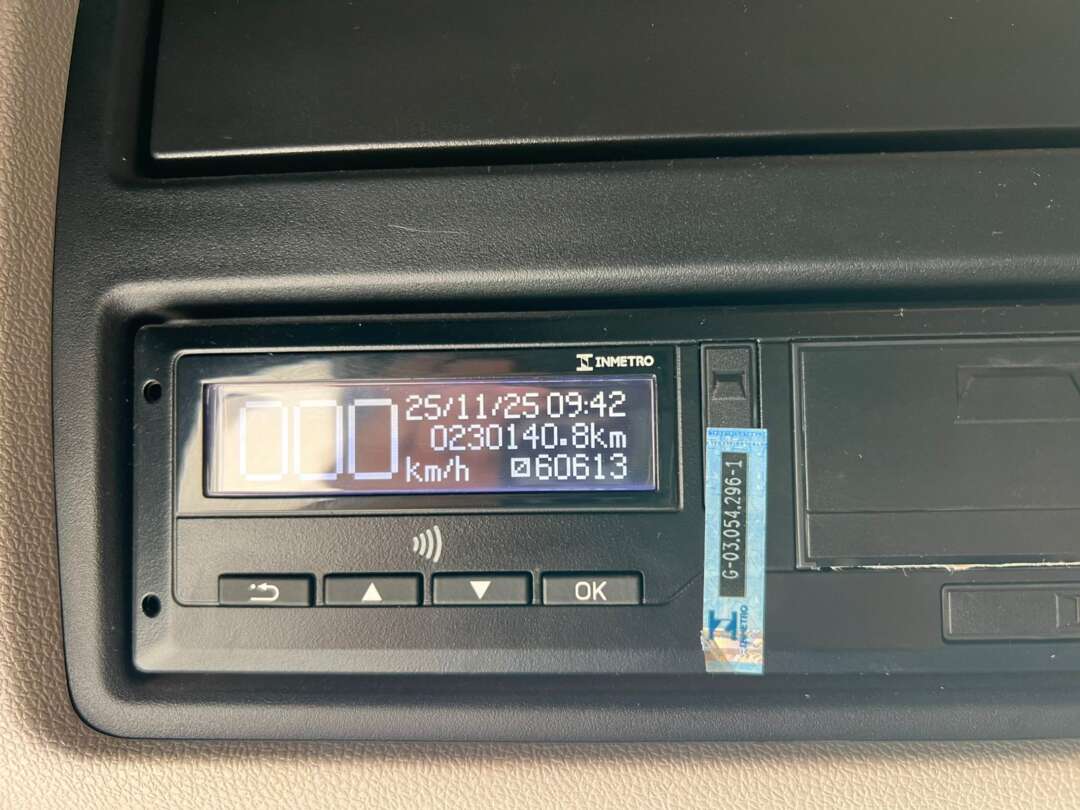 INMETRO
000 25/11/25 09:42
0230140.8km
km/h 60613
OK
G-03.054.296-1
INMETRO